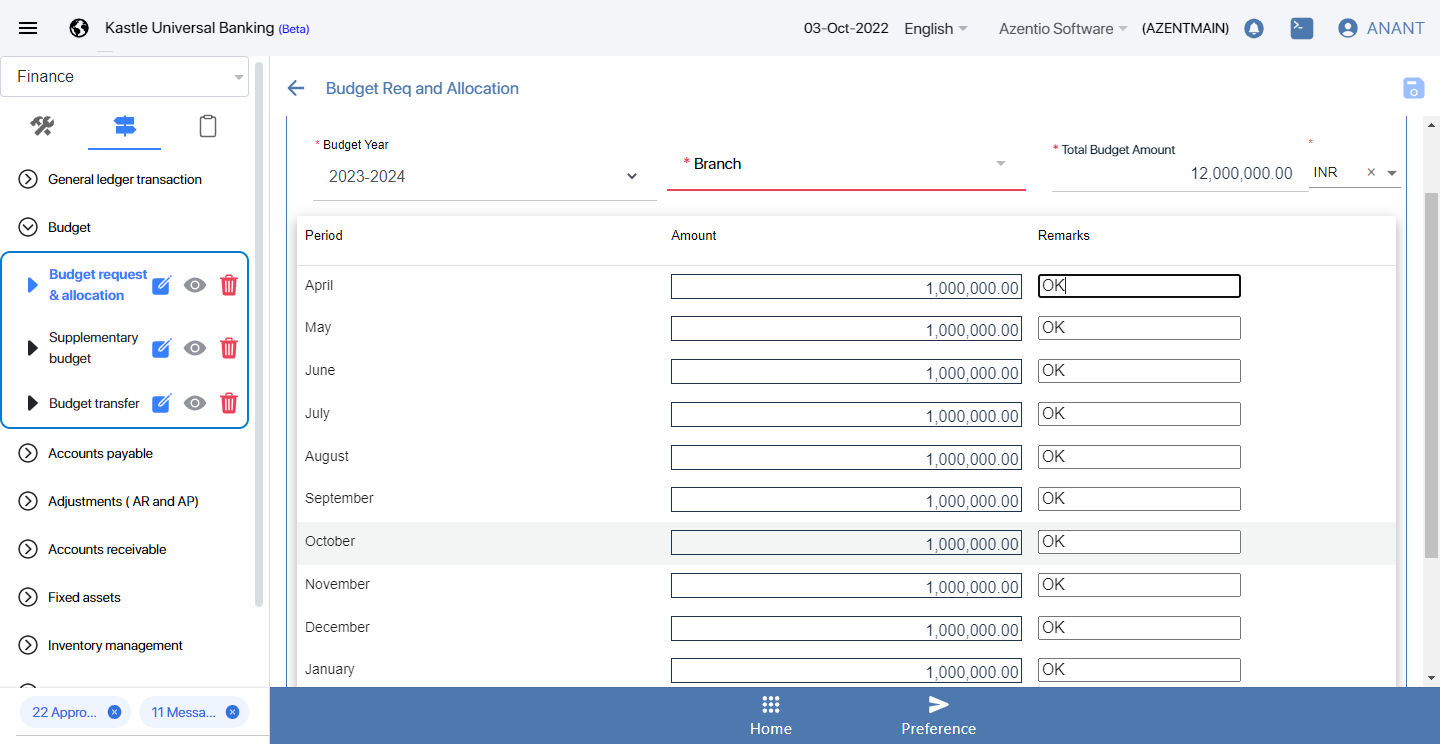 Kastle Universal Banking (Beta)
03-Oct-2022
English
Azentio Software
(AZENTMAIN)
ANANT
Finance
General ledger transaction
Budget
Budget request
& allocation
Supplementary
budget
Budget transfer
Accounts payable
Adjustments ( AR and AP)
Accounts receivable
Fixed assets
Inventory management
22 Appro...
11 Messa...
Budget Req and Allocation
* Budget Year
2023-2024
* Branch
* Total Budget Amount
12,000,000.00
*
INR ×
Period Amount Remarks
April 1,000,000.00 OK
May 1,000,000.00 OK
June 1,000,000.00 OK
July 1,000,000.00 OK
August 1,000,000.00 OK
September 1,000,000.00 OK
October 1,000,000.00 OK
November 1,000,000.00 OK
December 1,000,000.00 OK
January 1,000,000.00 OK
Home
Preference